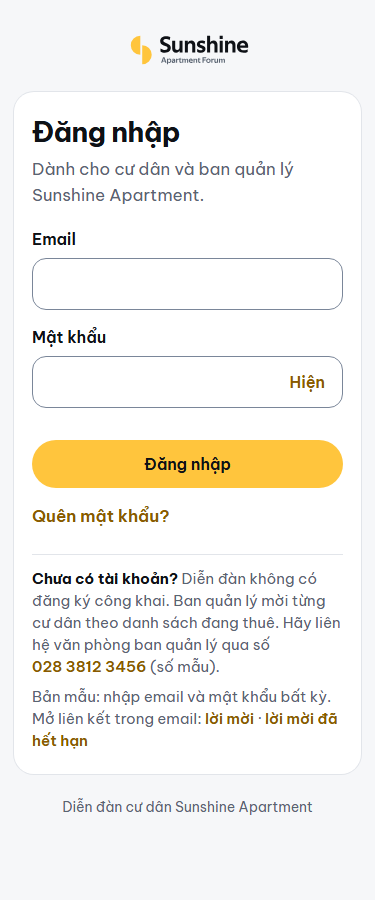 Sunshine
Apartment Forum
Đăng nhập
Dành cho cư dân và ban quản lý
Sunshine Apartment.
Email
Mật khẩu
Hiện
Đăng nhập
Quên mật khẩu?
Chưa có tài khoản? Diễn đàn không có
đăng ký công khai. Ban quản lý mời từng
cư dân theo danh sách đang thuê. Hãy liên
hệ văn phòng ban quản lý qua số
028 3812 3456 (số mẫu).
Bản mẫu: nhập email và mật khẩu bất kỳ.
Mở liên kết trong email: lời mời · lời mời đã
hết hạn
Diễn đàn cư dân Sunshine Apartment